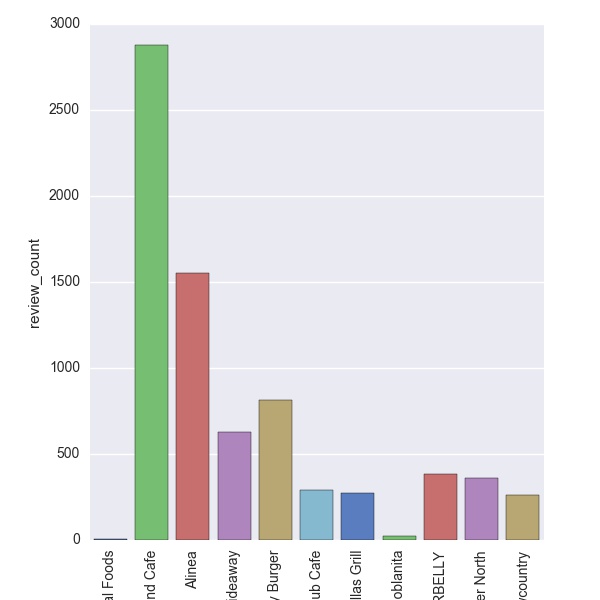 3000
2500
2000
1500
1000
500
0
review_count
al Foods
nd Cafe
Alinea
ideaway
y Burger
ub Cafe
llas Grill
oblanita
RBELLY
er North
ycountry